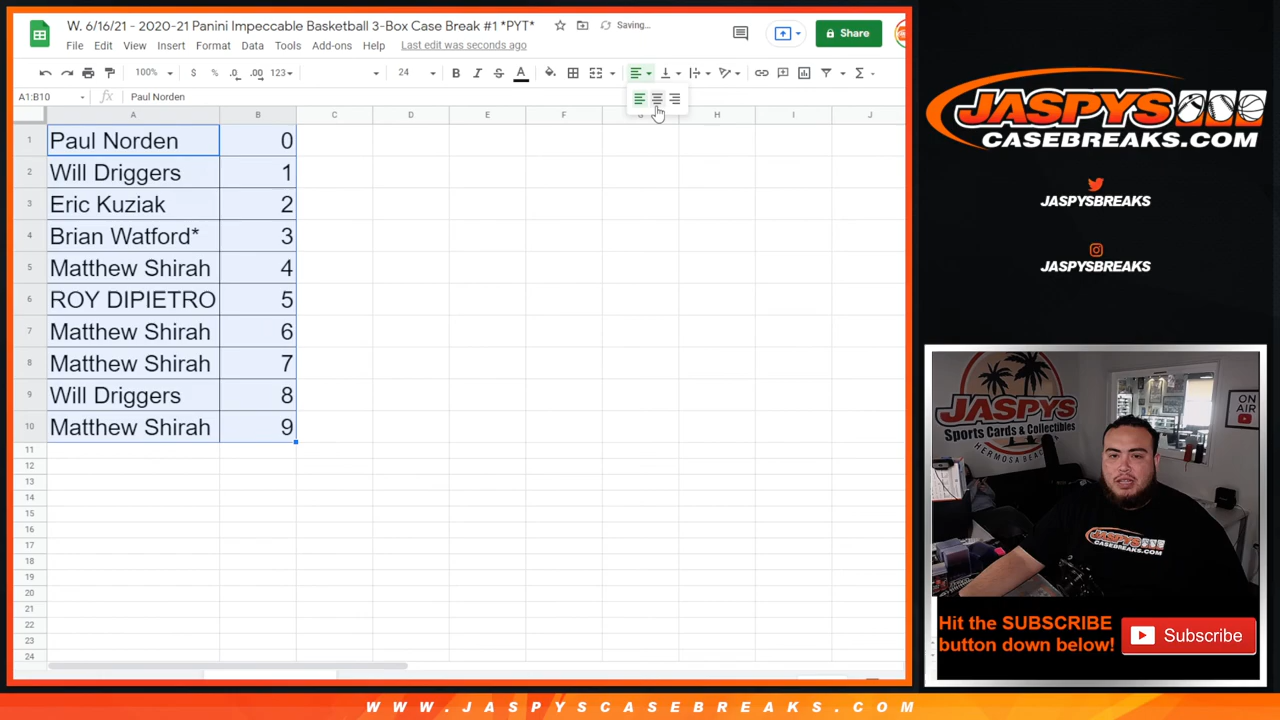 W. 6/16/21 - 2020-21 Panini Impeccable Basketball 3-Box Case Break #1 *PYT*
Saving...
Share
File Edit View Insert Format Data Tools Add-ons Help Last edit was seconds ago
100% $ % .0 .00 123 24 B I S A
A1:B10 fx Paul Norden
A B C D E F G H I J
1 Paul Norden 0
2 Will Driggers 1
3 Eric Kuziak 2
4 Brian Watford* 3
5 Matthew Shirah 4
6 ROY DIPIETRO 5
7 Matthew Shirah 6
8 Matthew Shirah 7
9 Will Driggers 8
10 Matthew Shirah 9
11
12
13
14
15
16
17
18
19
20
21
22
23
24
JASPYS
CASEBREAKS.COM
JASPYSBREAKS
JASPYSBREAKS
JASPYS
Sports Cards & Collectibles
HERMOSA BEACH
ON
AIR
JASPYS
CASEBREAKS.COM
Hit the SUBSCRIBE
button down below!
Subscribe
WWW.JASPYSCASEBREAKS.COM